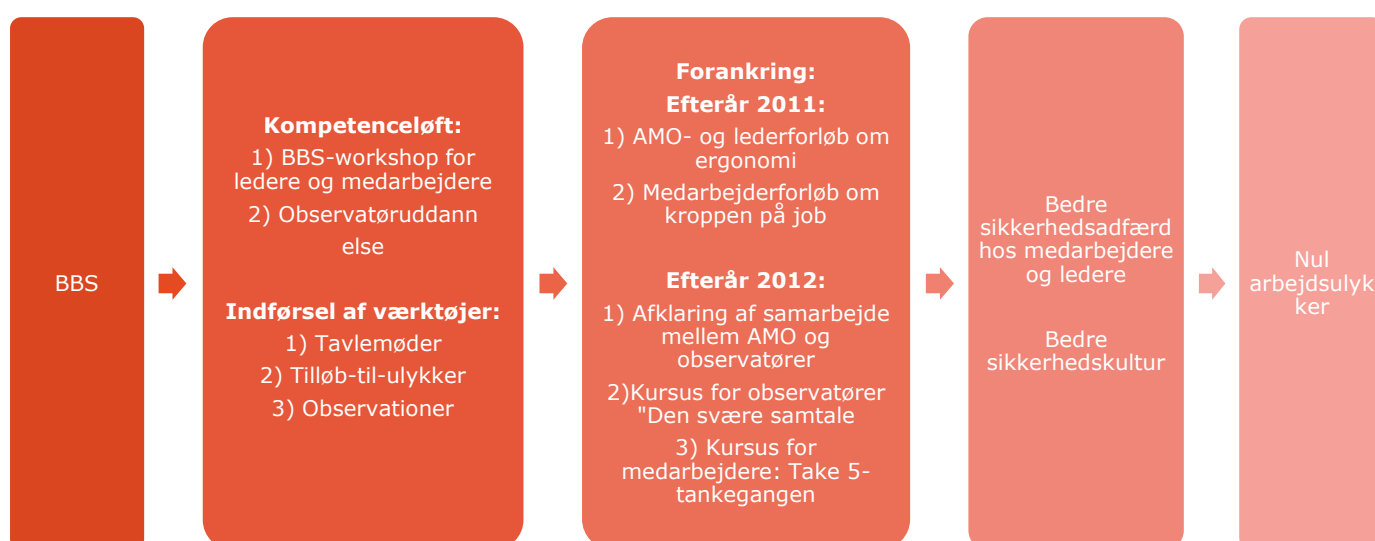 BBS
Kompetenceløft:
1) BBS-workshop for
ledere og medarbejdere
2) Observatøruddann
else
Indførsel af værktøjer:
1) Tavlemøder
2) Tilløb-til-ulykker
3) Observationer
Forankring:
Efterår 2011:
1) AMO- og lederforløb om
ergonomi
2) Medarbejderforløb om
kroppen på job
Efterår 2012:
1) Afklaring af samarbejde
mellem AMO og
observatører
2)Kursus for observatører
"Den svære samtale
3) Kursus for
medarbejdere: Take 5-
tankegangen
Bedre
sikkerhedsadfærd
hos medarbejdere
og ledere
Bedre
sikkerhedskultur
Nul
arbejdsulyk
ker